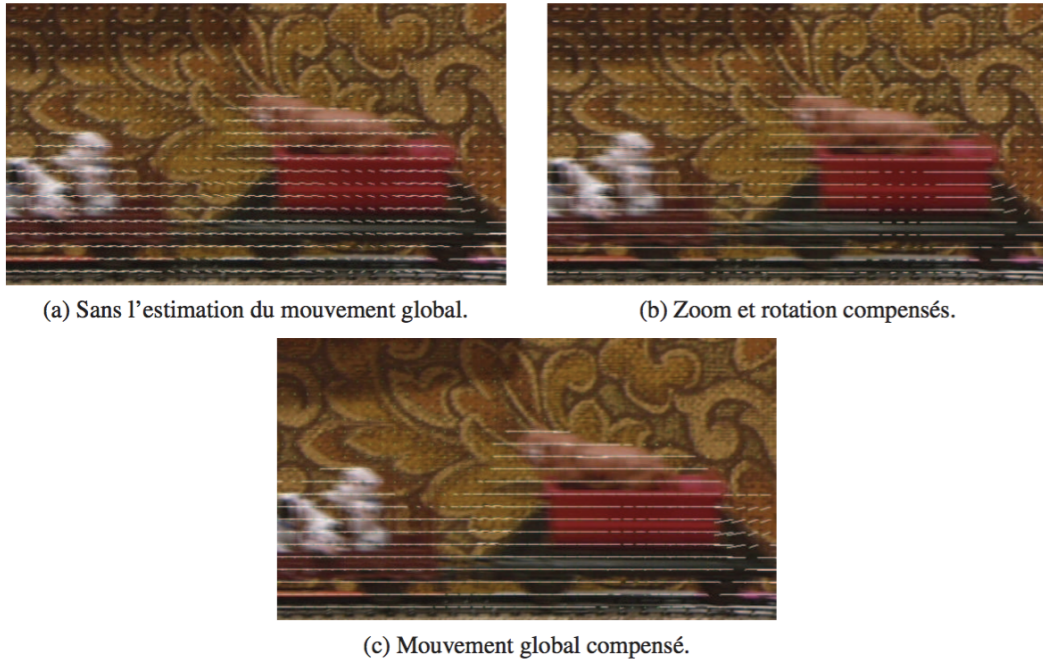 (a) Sans l’estimation du mouvement global.
(b) Zoom et rotation compensés.
(c) Mouvement global compensé.